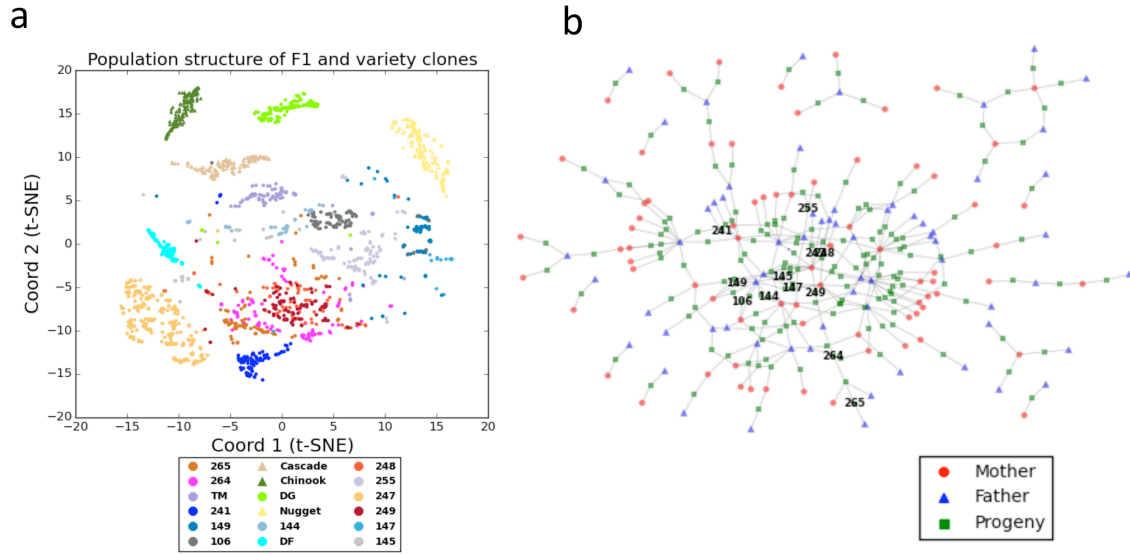 a
Population structure of F1 and variety clones
20
15
10
5
0
−5
−10
−15
−20
−15
−10
−5
0
5
10
15
20
−20
Coord 2 (t-SNE)
Coord 1 (t-SNE)
265
264
TM
241
149
106
Cascade
Chinook
DG
Nugget
144
DF
248
255
247
249
147
145
b
255
241
248
145
149
147
249
106
144
264
265
Mother
Father
Progeny